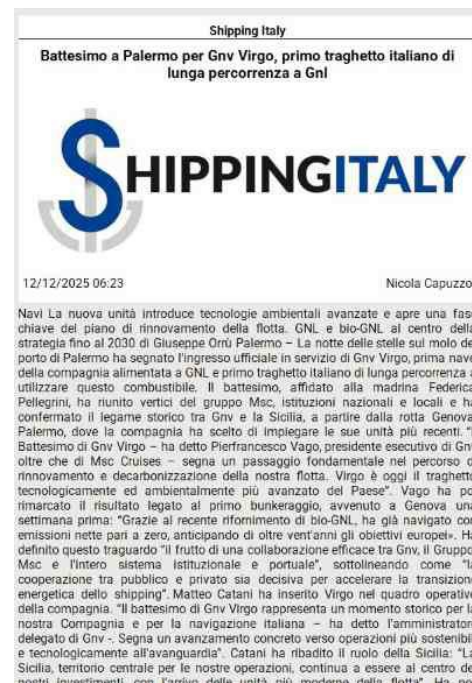 Shipping Italy
Battesimo a Palermo per Gnv Virgo, primo traghetto italiano di
lunga percorrenza a Gnl
SHIPPINGITALY
12/12/2025 06:23 Nicola Capuzzo
Navi La nuova unità introduce tecnologie ambientali avanzate e apre una fase
chiave del piano di rinnovamento della flotta. GNL e bio-GNL al centro della
strategia fino al 2030 di Giuseppe Orrù Palermo – La notte delle stelle sul molo del
porto di Palermo ha segnato l'ingresso ufficiale in servizio di Gnv Virgo, prima nave
della compagnia alimentata a GNL e primo traghetto italiano di lunga percorrenza a
utilizzare questo combustibile. Il battesimo, affidato alla madrina Federica
Pellegrini, ha riunito vertici del gruppo Msc, istituzioni nazionali e locali e ha
confermato il legame storico tra Gnv e la Sicilia, a partire dalla rotta Genova-
Palermo, dove la compagnia ha scelto di impiegare le sue unità più recenti. "Il
Battesimo di Gnv Virgo – ha detto Pierfrancesco Vago, presidente esecutivo di Gnv
oltre che di Msc Cruises – segna un passaggio fondamentale nel percorso di
rinnovamento e decarbonizzazione della nostra flotta. Virgo è oggi il traghetto
tecnologicamente ed ambientalmente più avanzato del Paese". Vago ha poi
rimarcato il risultato legato al primo bunkeraggio, avvenuto a Genova una
settimana prima: "Grazie al recente rifornimento di bio-GNL, ha già navigato con
emissioni nette pari a zero, anticipando di oltre vent'anni gli obiettivi europei». Ha
definito questo traguardo "il frutto di una collaborazione efficace tra Gnv, il Gruppo
Msc e l'intero sistema istituzionale e portuale", sottolineando come "la
cooperazione tra pubblico e privato sia decisiva per accelerare la transizione
energetica dello shipping". Matteo Catani ha inserito Virgo nel quadro operativo
della compagnia. "Il battesimo di Gnv Virgo rappresenta un momento storico per la
nostra Compagnia e per la navigazione italiana – ha detto l'amministratore
delegato di Gnv -. Segna un avanzamento concreto verso operazioni più sostenibili
e tecnologicamente all'avanguardia". Catani ha ribadito il ruolo della Sicilia: "La
Sicilia, territorio centrale per le nostre operazioni, continua a essere al centro dei
nostri investimenti, con l'arrivo delle unità più moderne della flotta". Ha poi